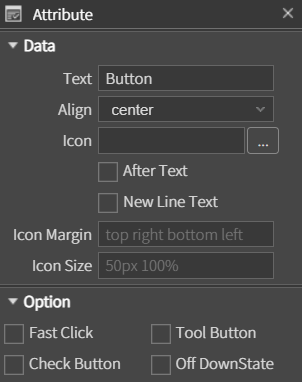 Attribute
Data
Text Button
Align center
Icon ...
After Text
New Line Text
Icon Margin top right bottom left
Icon Size 50px 100%
Option
Fast Click Tool Button
Check Button Off DownState